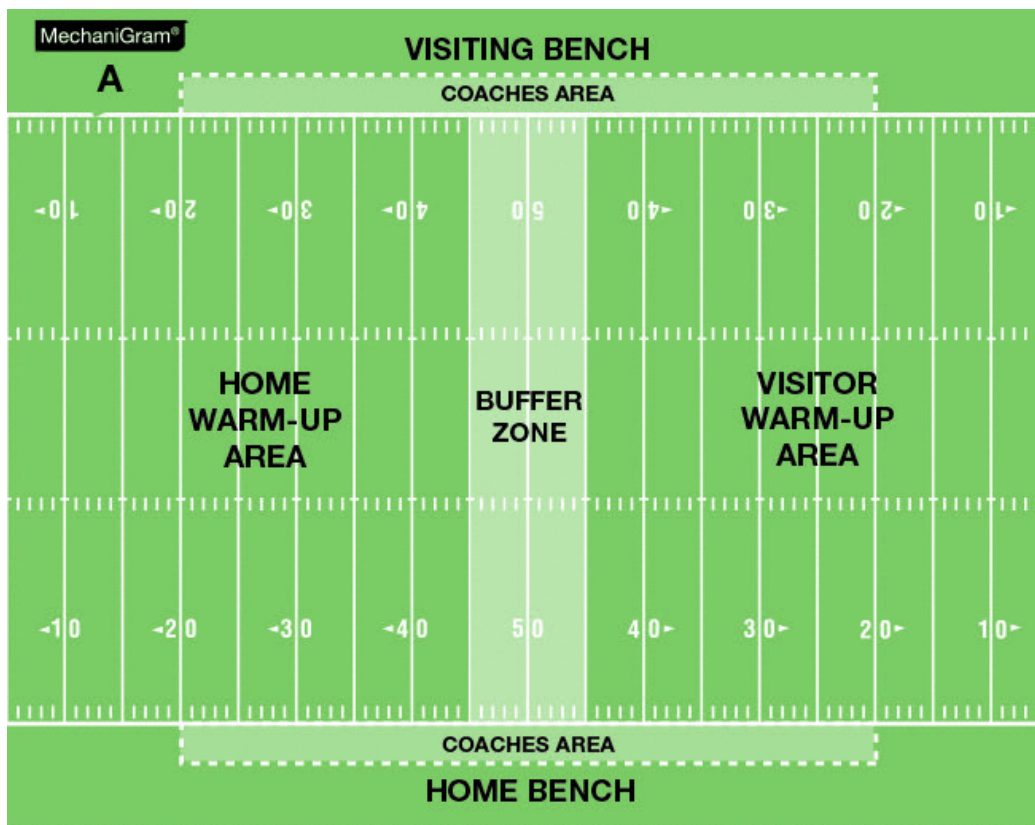 MechaniGram®
A
VISITING BENCH
COACHES AREA
◄10 ◄20 ◄30 ◄40 50 40► 30► 20► 10►
HOME
WARM-UP
AREA
BUFFER
ZONE
VISITOR
WARM-UP
AREA
◄10 ◄20 ◄30 ◄40 50 40► 30► 20► 10►
COACHES AREA
HOME BENCH